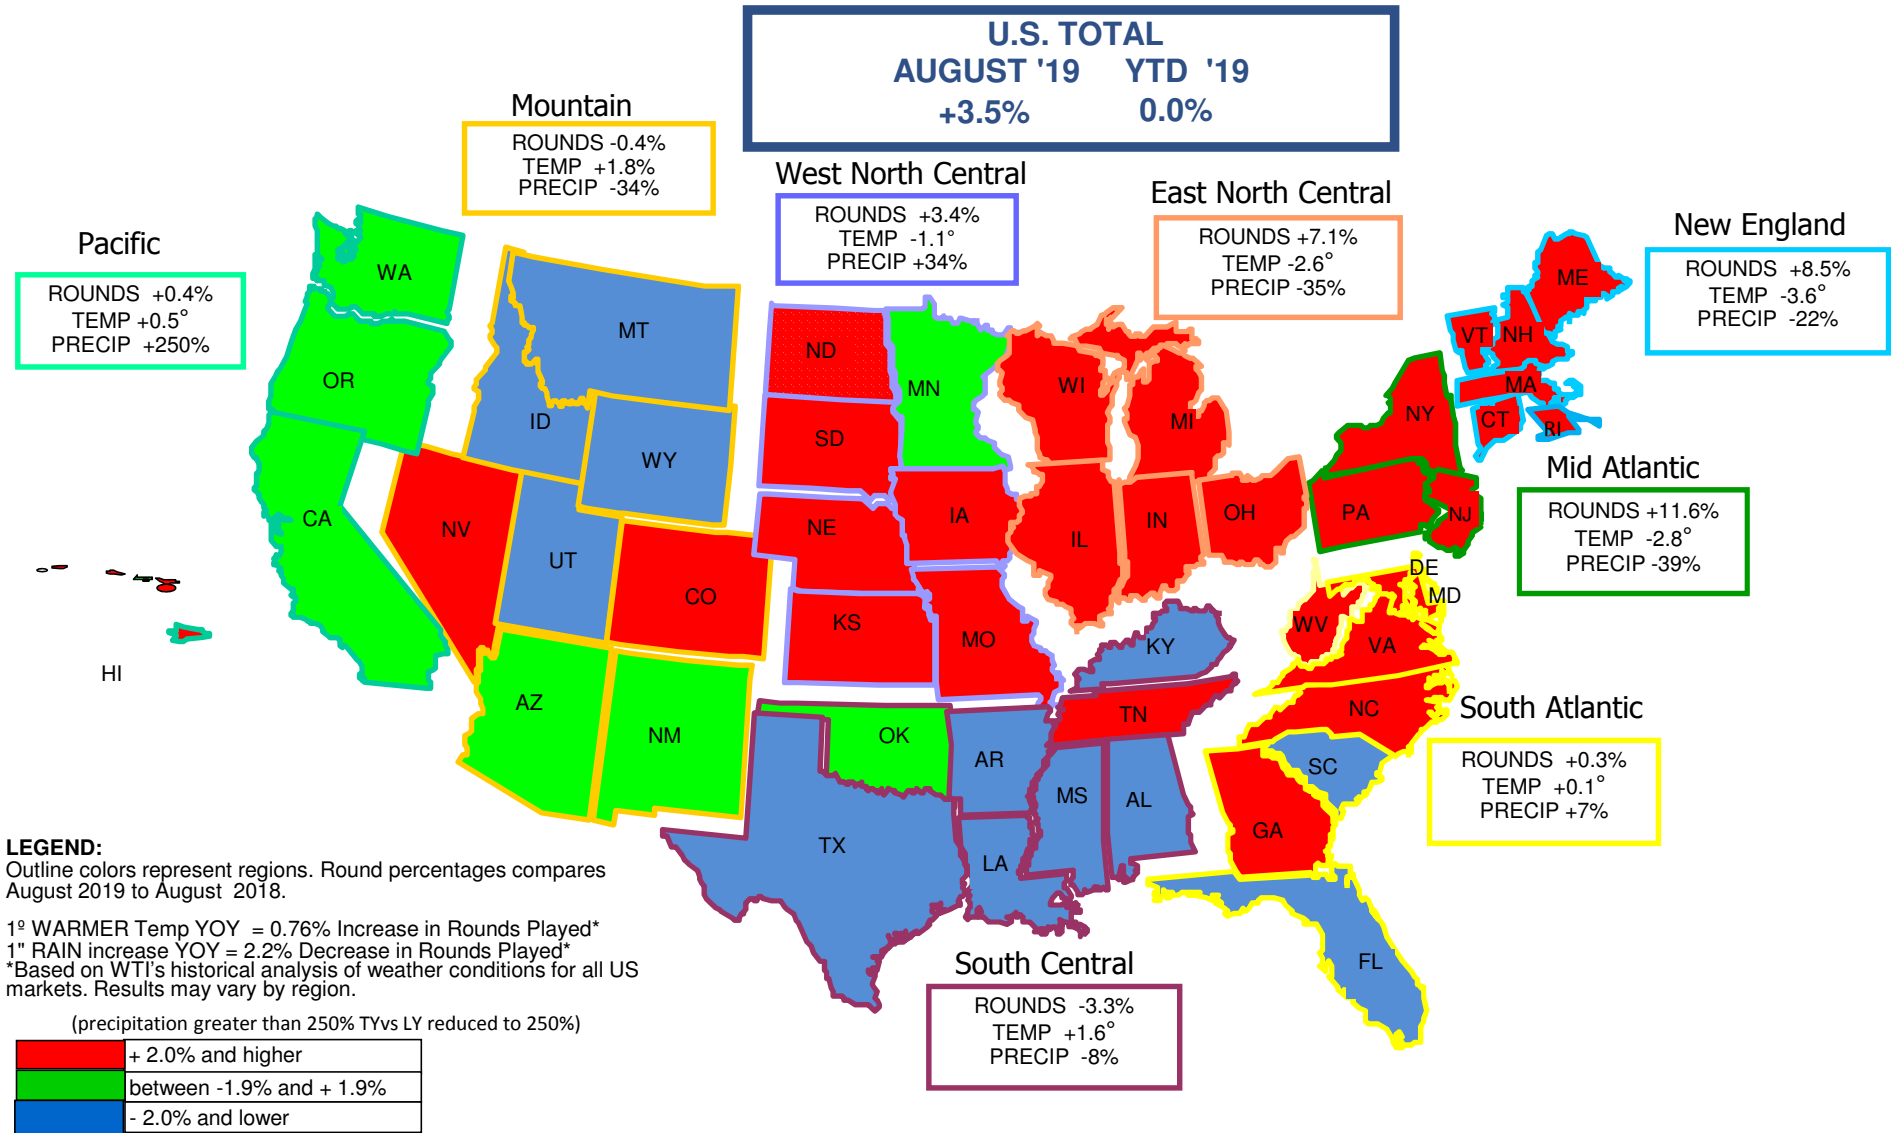 U.S. TOTAL
AUGUST '19 YTD '19
+3.5% 0.0%
Mountain
ROUNDS -0.4%
TEMP +1.8%
PRECIP -34%
West North Central
ROUNDS +3.4%
TEMP -1.1°
PRECIP +34%
East North Central
ROUNDS +7.1%
TEMP -2.6°
PRECIP -35%
New England
ROUNDS +8.5%
TEMP -3.6°
PRECIP -22%
Pacific
ROUNDS +0.4%
TEMP +0.5°
PRECIP +250%
Mid Atlantic
ROUNDS +11.6%
TEMP -2.8°
PRECIP -39%
South Atlantic
ROUNDS +0.3%
TEMP +0.1°
PRECIP +7%
South Central
ROUNDS -3.3%
TEMP +1.6°
PRECIP -8%
WA
OR
CA
HI
MT
ID
WY
NV
UT
CO
AZ
NM
ND
MN
SD
NE
IA
KS
MO
WI
MI
IL
IN
OH
ME
VT
NH
MA
CT
RI
NY
PA
NJ
DE
MD
WV
VA
NC
SC
GA
FL
KY
TN
OK
AR
TX
LA
MS
AL
LEGEND:
Outline colors represent regions. Round percentages compares
August 2019 to August 2018.
1º WARMER Temp YOY = 0.76% Increase in Rounds Played*
1" RAIN increase YOY = 2.2% Decrease in Rounds Played*
*Based on WTI's historical analysis of weather conditions for all US
markets. Results may vary by region.
(precipitation greater than 250% TYvs LY reduced to 250%)
+ 2.0% and higher
between -1.9% and + 1.9%
- 2.0% and lower